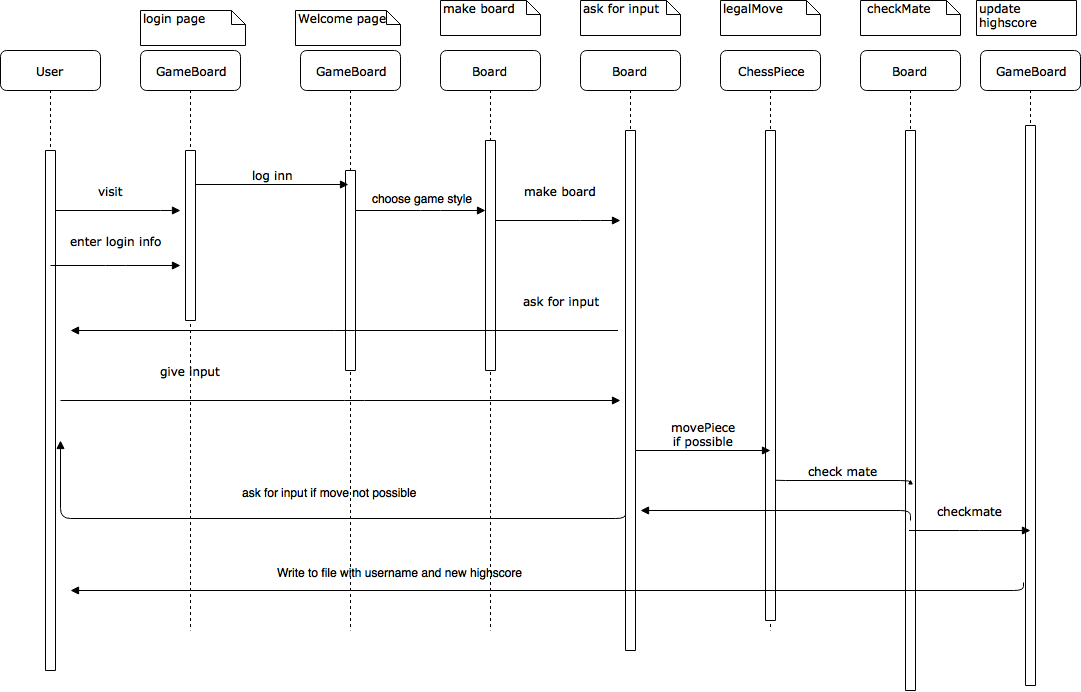 login page
Welcome page
make board
ask for input
legalMove
checkMate
update
highscore
User
GameBoard
GameBoard
Board
Board
ChessPiece
Board
GameBoard
log inn
visit
choose game style
make board
enter login info
ask for input
give input
movePiece
if possible
check mate
ask for input if move not possible
checkmate
Write to file with username and new highscore